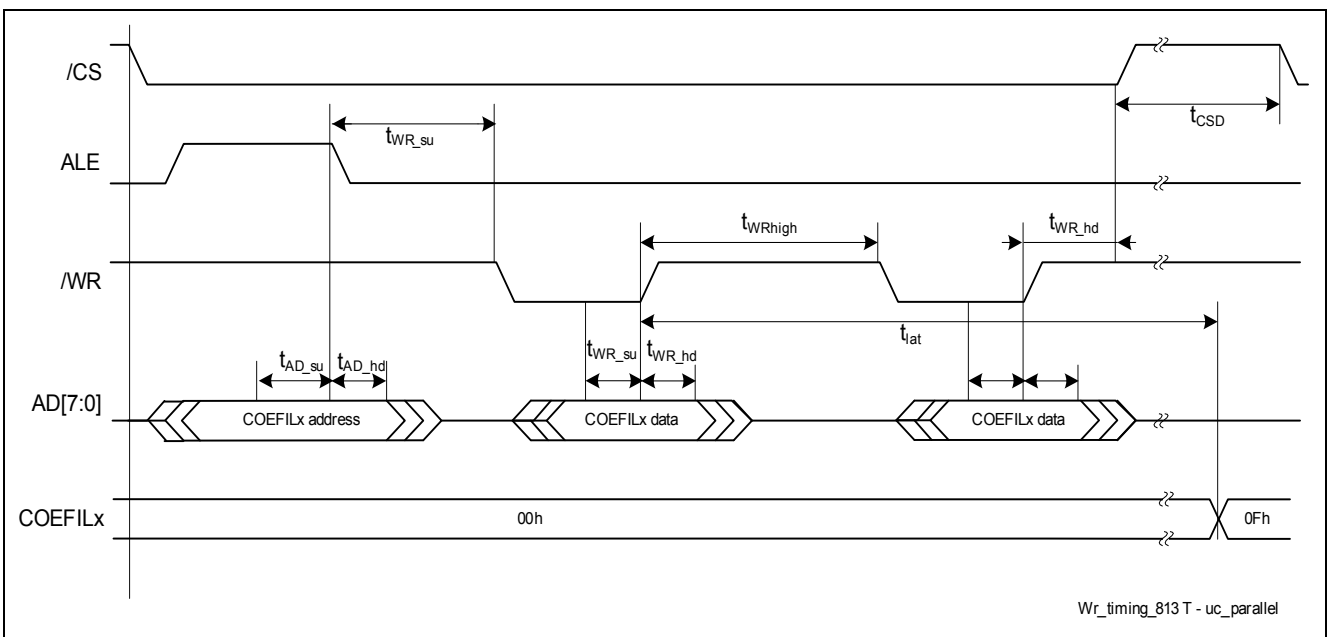 /CS
t_CSD
t_WR_su
ALE
t_WRhigh
t_WR_hd
/WR
t_lat
t_AD_su t_AD_hd
t_WR_su t_WR_hd
AD[7:0]
COEFILx address
COEFILx data
COEFILx data
COEFILx
00h
0Fh
Wr_timing_813 T - uc_parallel